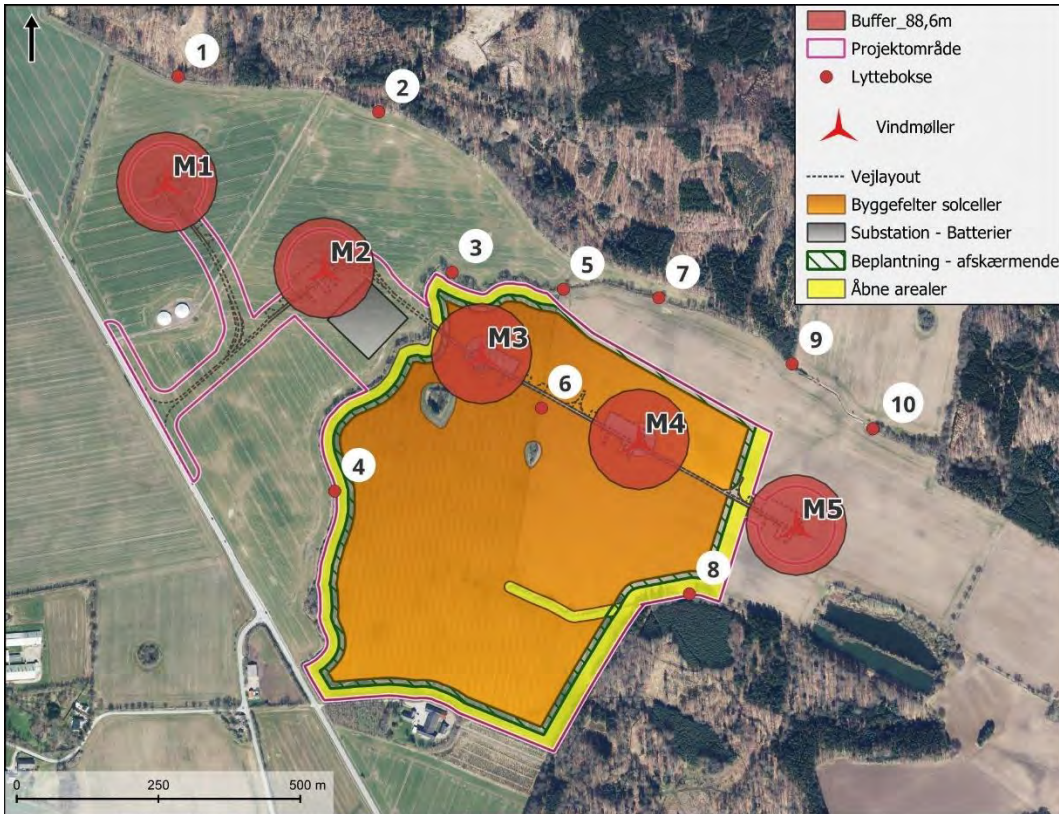 Buffer_88,6m
Projektområde
Lyttebokse
Vindmøller
Vejlayout
Byggefelter solceller
Substation - Batterier
Beplantning - afskærmende
Åbne arealer
1
2
M1
M2
3
5
7
M3
9
6
M4
10
4
M5
8
0 250 500 m